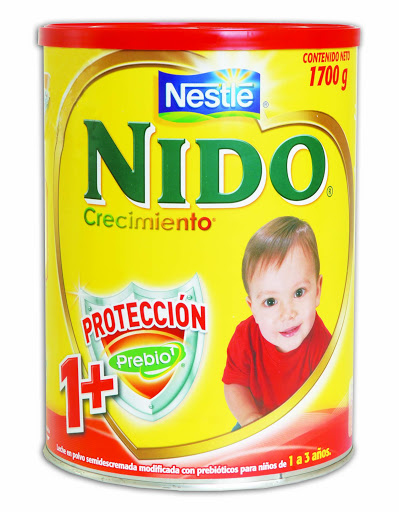 CONTENIDO NETO
1700 g
Nestlé®
NIDO®
Crecimiento®
PROTECCIÓN
Prebio1
1+
Leche en polvo semidescremada modificada con prebióticos para niños de 1 a 3 años.